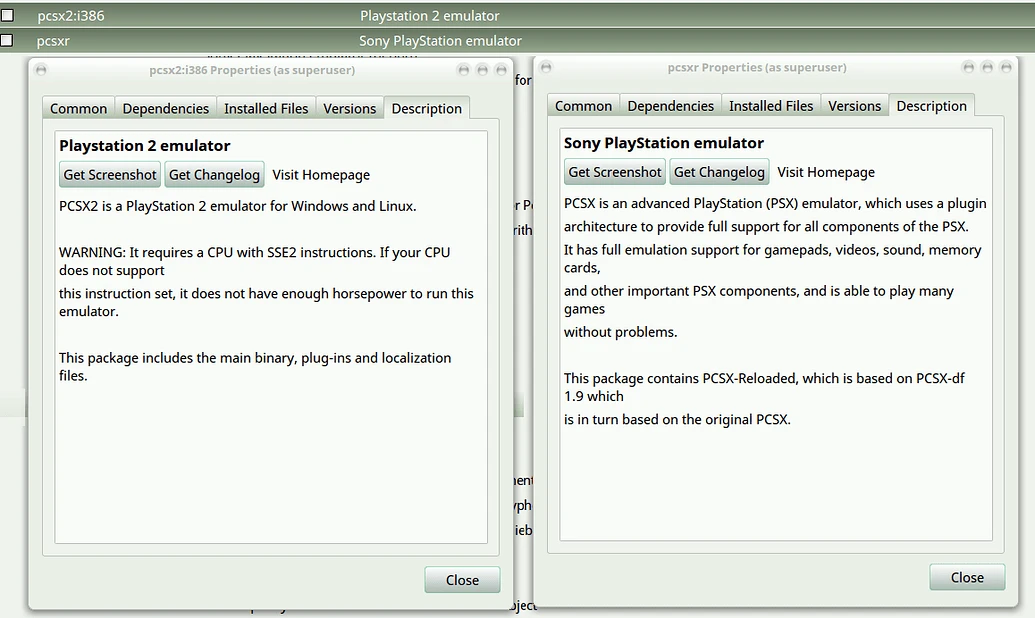 pcsx2:i386 Playstation 2 emulator
pcsxr Sony PlayStation emulator
for
pcsx2:i386 Properties (as superuser)
Common Dependencies Installed Files Versions Description
Playstation 2 emulator
Get Screenshot Get Changelog Visit Homepage
PCSX2 is a PlayStation 2 emulator for Windows and Linux.
WARNING: It requires a CPU with SSE2 instructions. If your CPU
does not support
this instruction set, it does not have enough horsepower to run this
emulator.
This package includes the main binary, plug-ins and localization
files.
Close
pcsxr Properties (as superuser)
Common Dependencies Installed Files Versions Description
Sony PlayStation emulator
Get Screenshot Get Changelog Visit Homepage
PCSX is an advanced PlayStation (PSX) emulator, which uses a plugin
architecture to provide full support for all components of the PSX.
It has full emulation support for gamepads, videos, sound, memory
cards,
and other important PSX components, and is able to play many
games
without problems.
This package contains PCSX-Reloaded, which is based on PCSX-df
1.9 which
is in turn based on the original PCSX.
Close